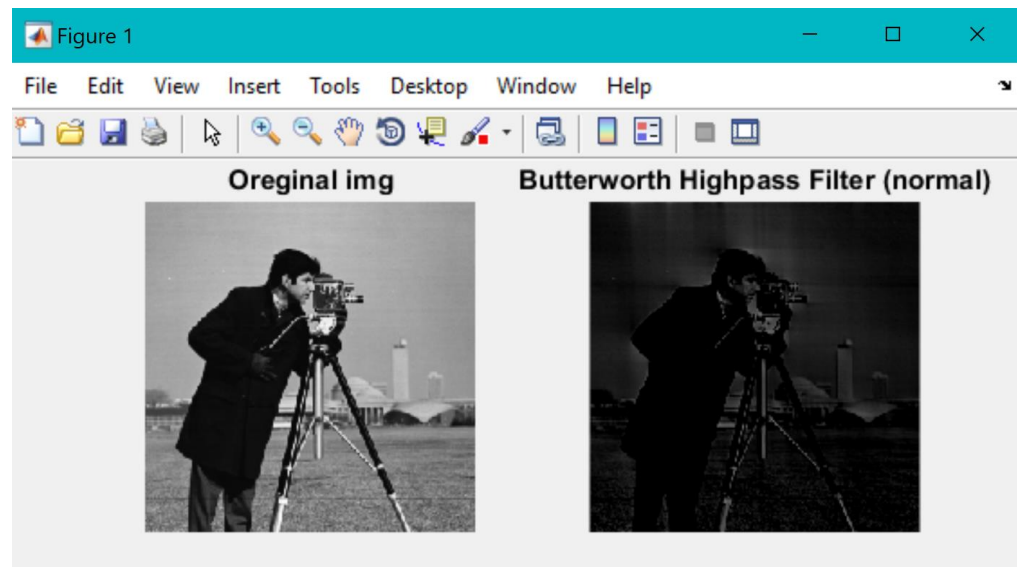 Figure 1
File Edit View Insert Tools Desktop Window Help
Oreginal img
Butterworth Highpass Filter (normal)